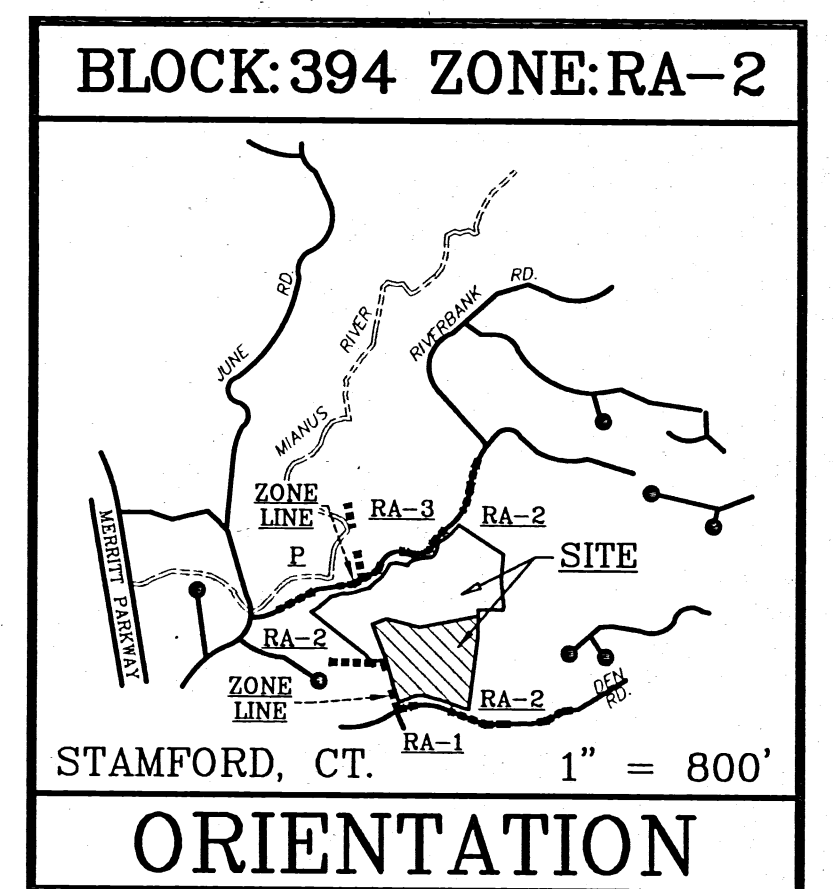 BLOCK: 394 ZONE: RA-2
JUNE RD.
MIANUS RIVER
RIVERBANK RD.
MERRITT PARKWAY
ZONE
LINE
RA-3
RA-2
P
SITE
RA-2
ZONE
LINE
RA-2
DEN
RD.
RA-1
STAMFORD, CT.
1" = 800'
ORIENTATION